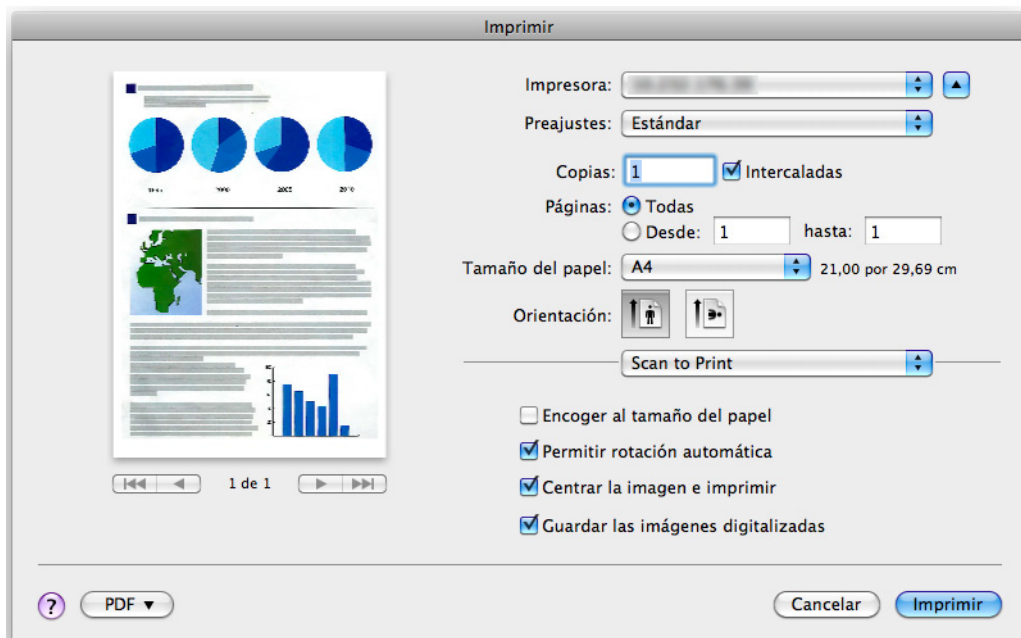 Imprimir
Impresora:
Preajustes: Estándar
Copias: 1 Intercaladas
Páginas: Todas
Desde: 1 hasta: 1
Tamaño del papel: A4 21,00 por 29,69 cm
Orientación:
Scan to Print
Encoger al tamaño del papel
Permitir rotación automática
Centrar la imagen e imprimir
Guardar las imágenes digitalizadas
2005 2010
1 de 1
? PDF Cancelar Imprimir